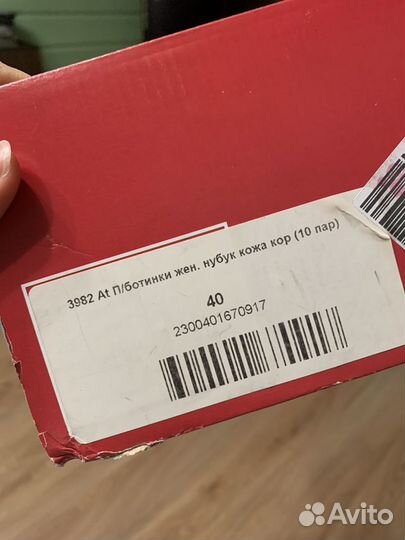 3982 At П/ботинки жен. нубук кожа кор (10 пар)
40
2300401670917
Avito